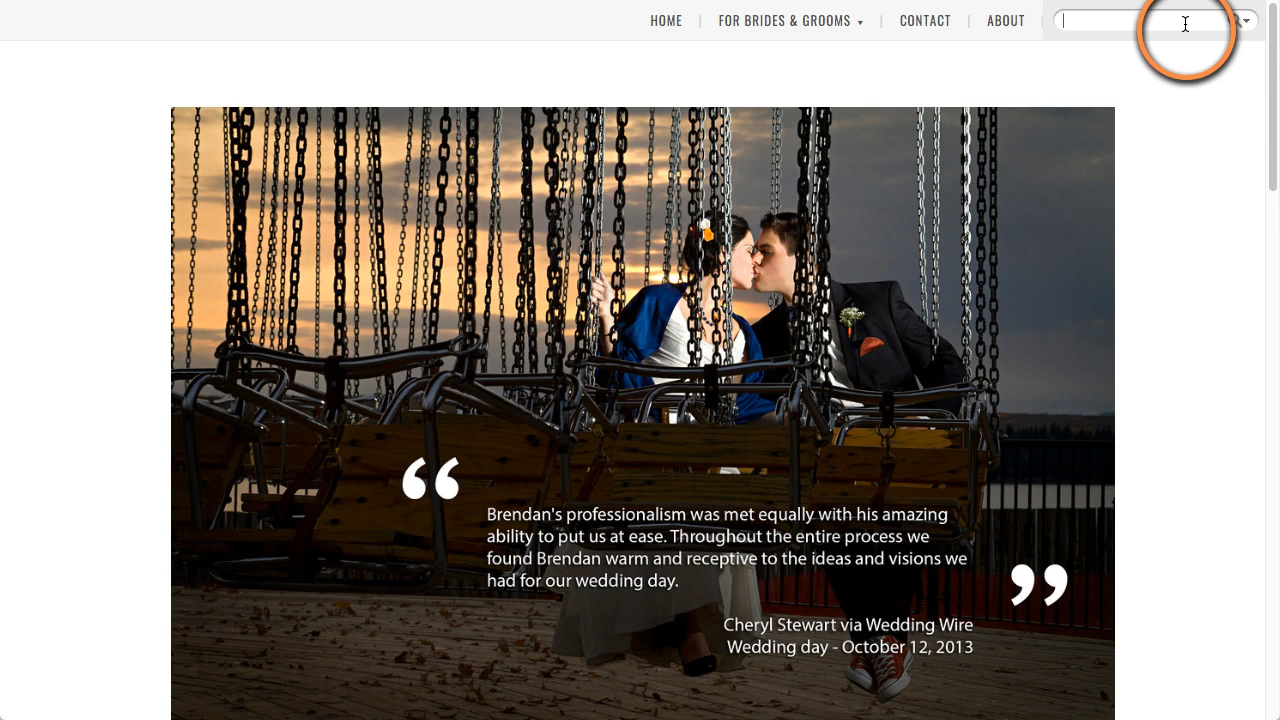 HOME | FOR BRIDES & GROOMS ▾ | CONTACT | ABOUT |
“
Brendan's professionalism was met equally with his amazing
ability to put us at ease. Throughout the entire process we
found Brendan warm and receptive to the ideas and visions we
had for our wedding day.
”
Cheryl Stewart via Wedding Wire
Wedding day - October 12, 2013